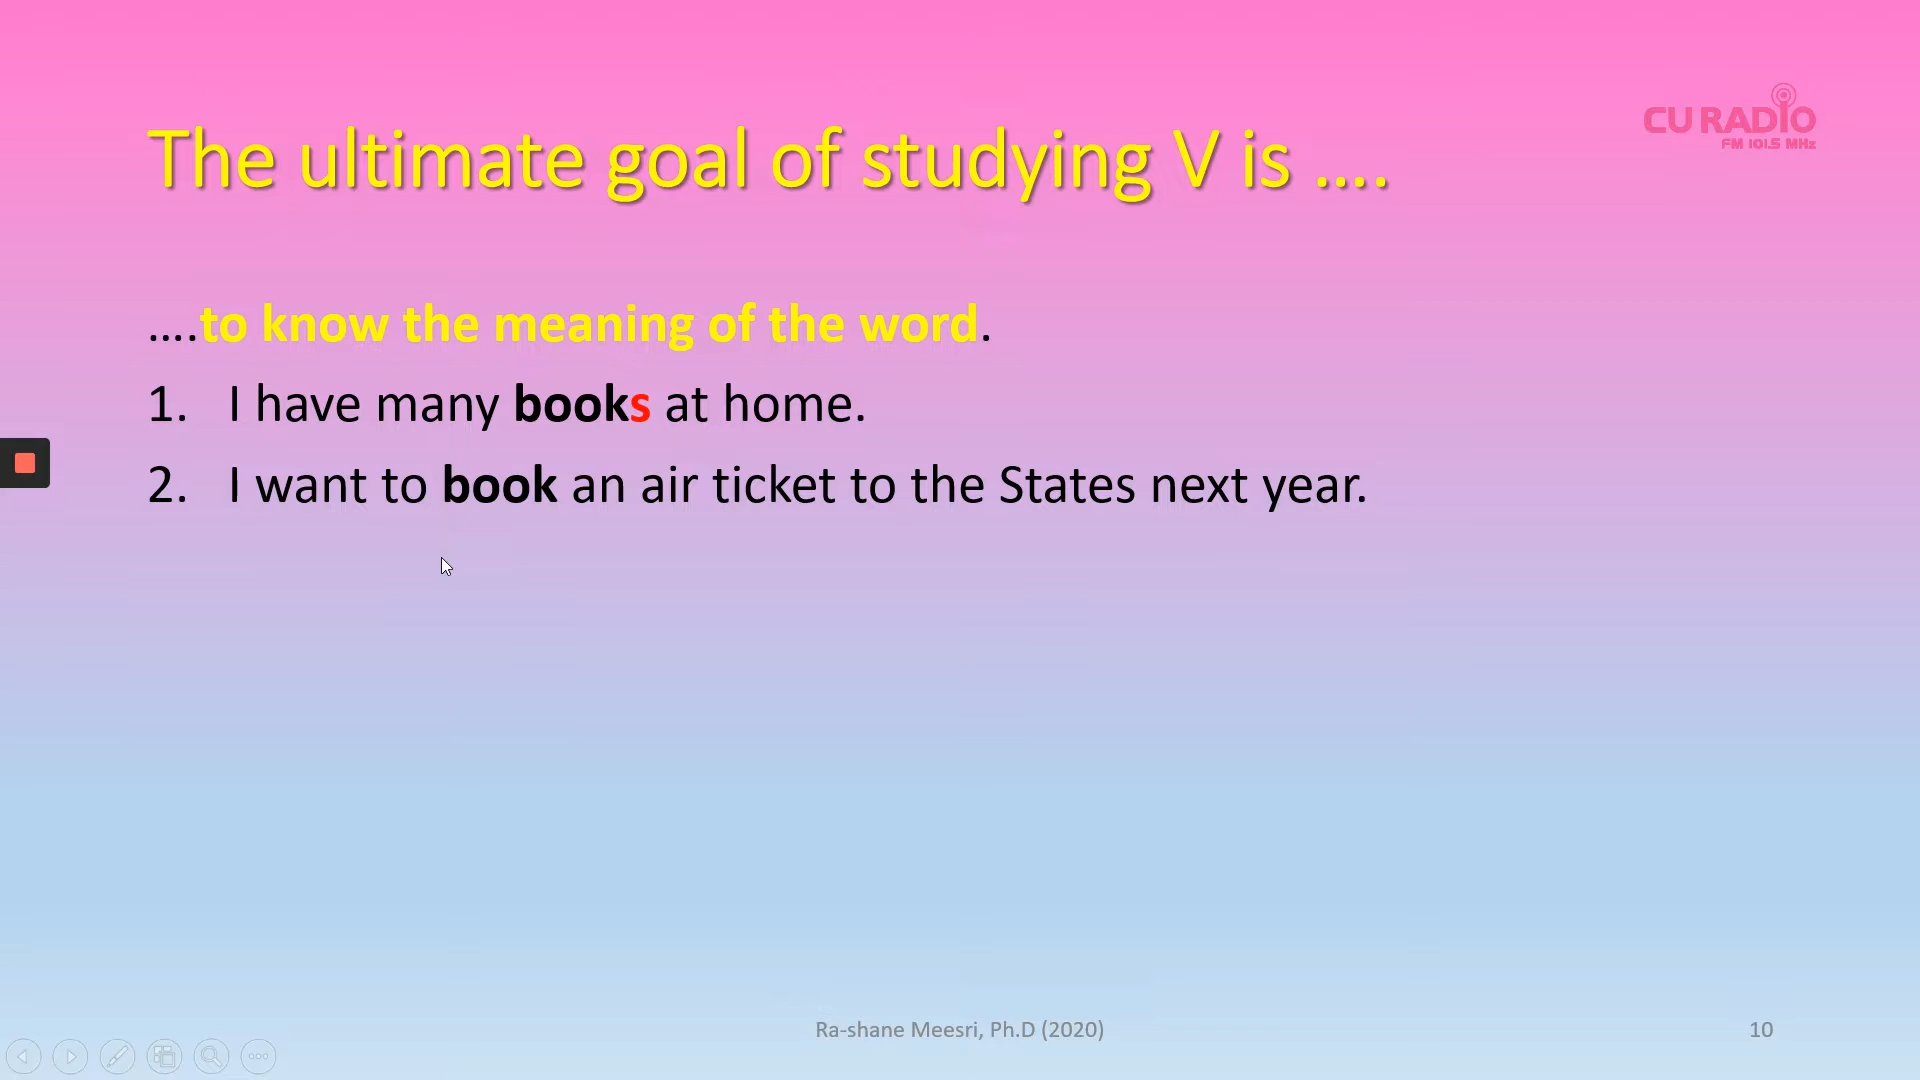 CU RADIO
FM 101.5 MHz
The ultimate goal of studying V is ....
....to know the meaning of the word.
1. I have many books at home.
2. I want to book an air ticket to the States next year.
Ra-shane Meesri, Ph.D (2020)
10